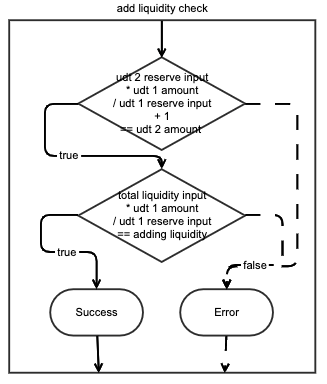 add liquidity check
udt 2 reserve input
* udt 1 amount
/ udt 1 reserve input
+ 1
== udt 2 amount
true
total liquidity input
* udt 1 amount
/ udt 1 reserve input
== adding liquidity
true
false
Success
Error